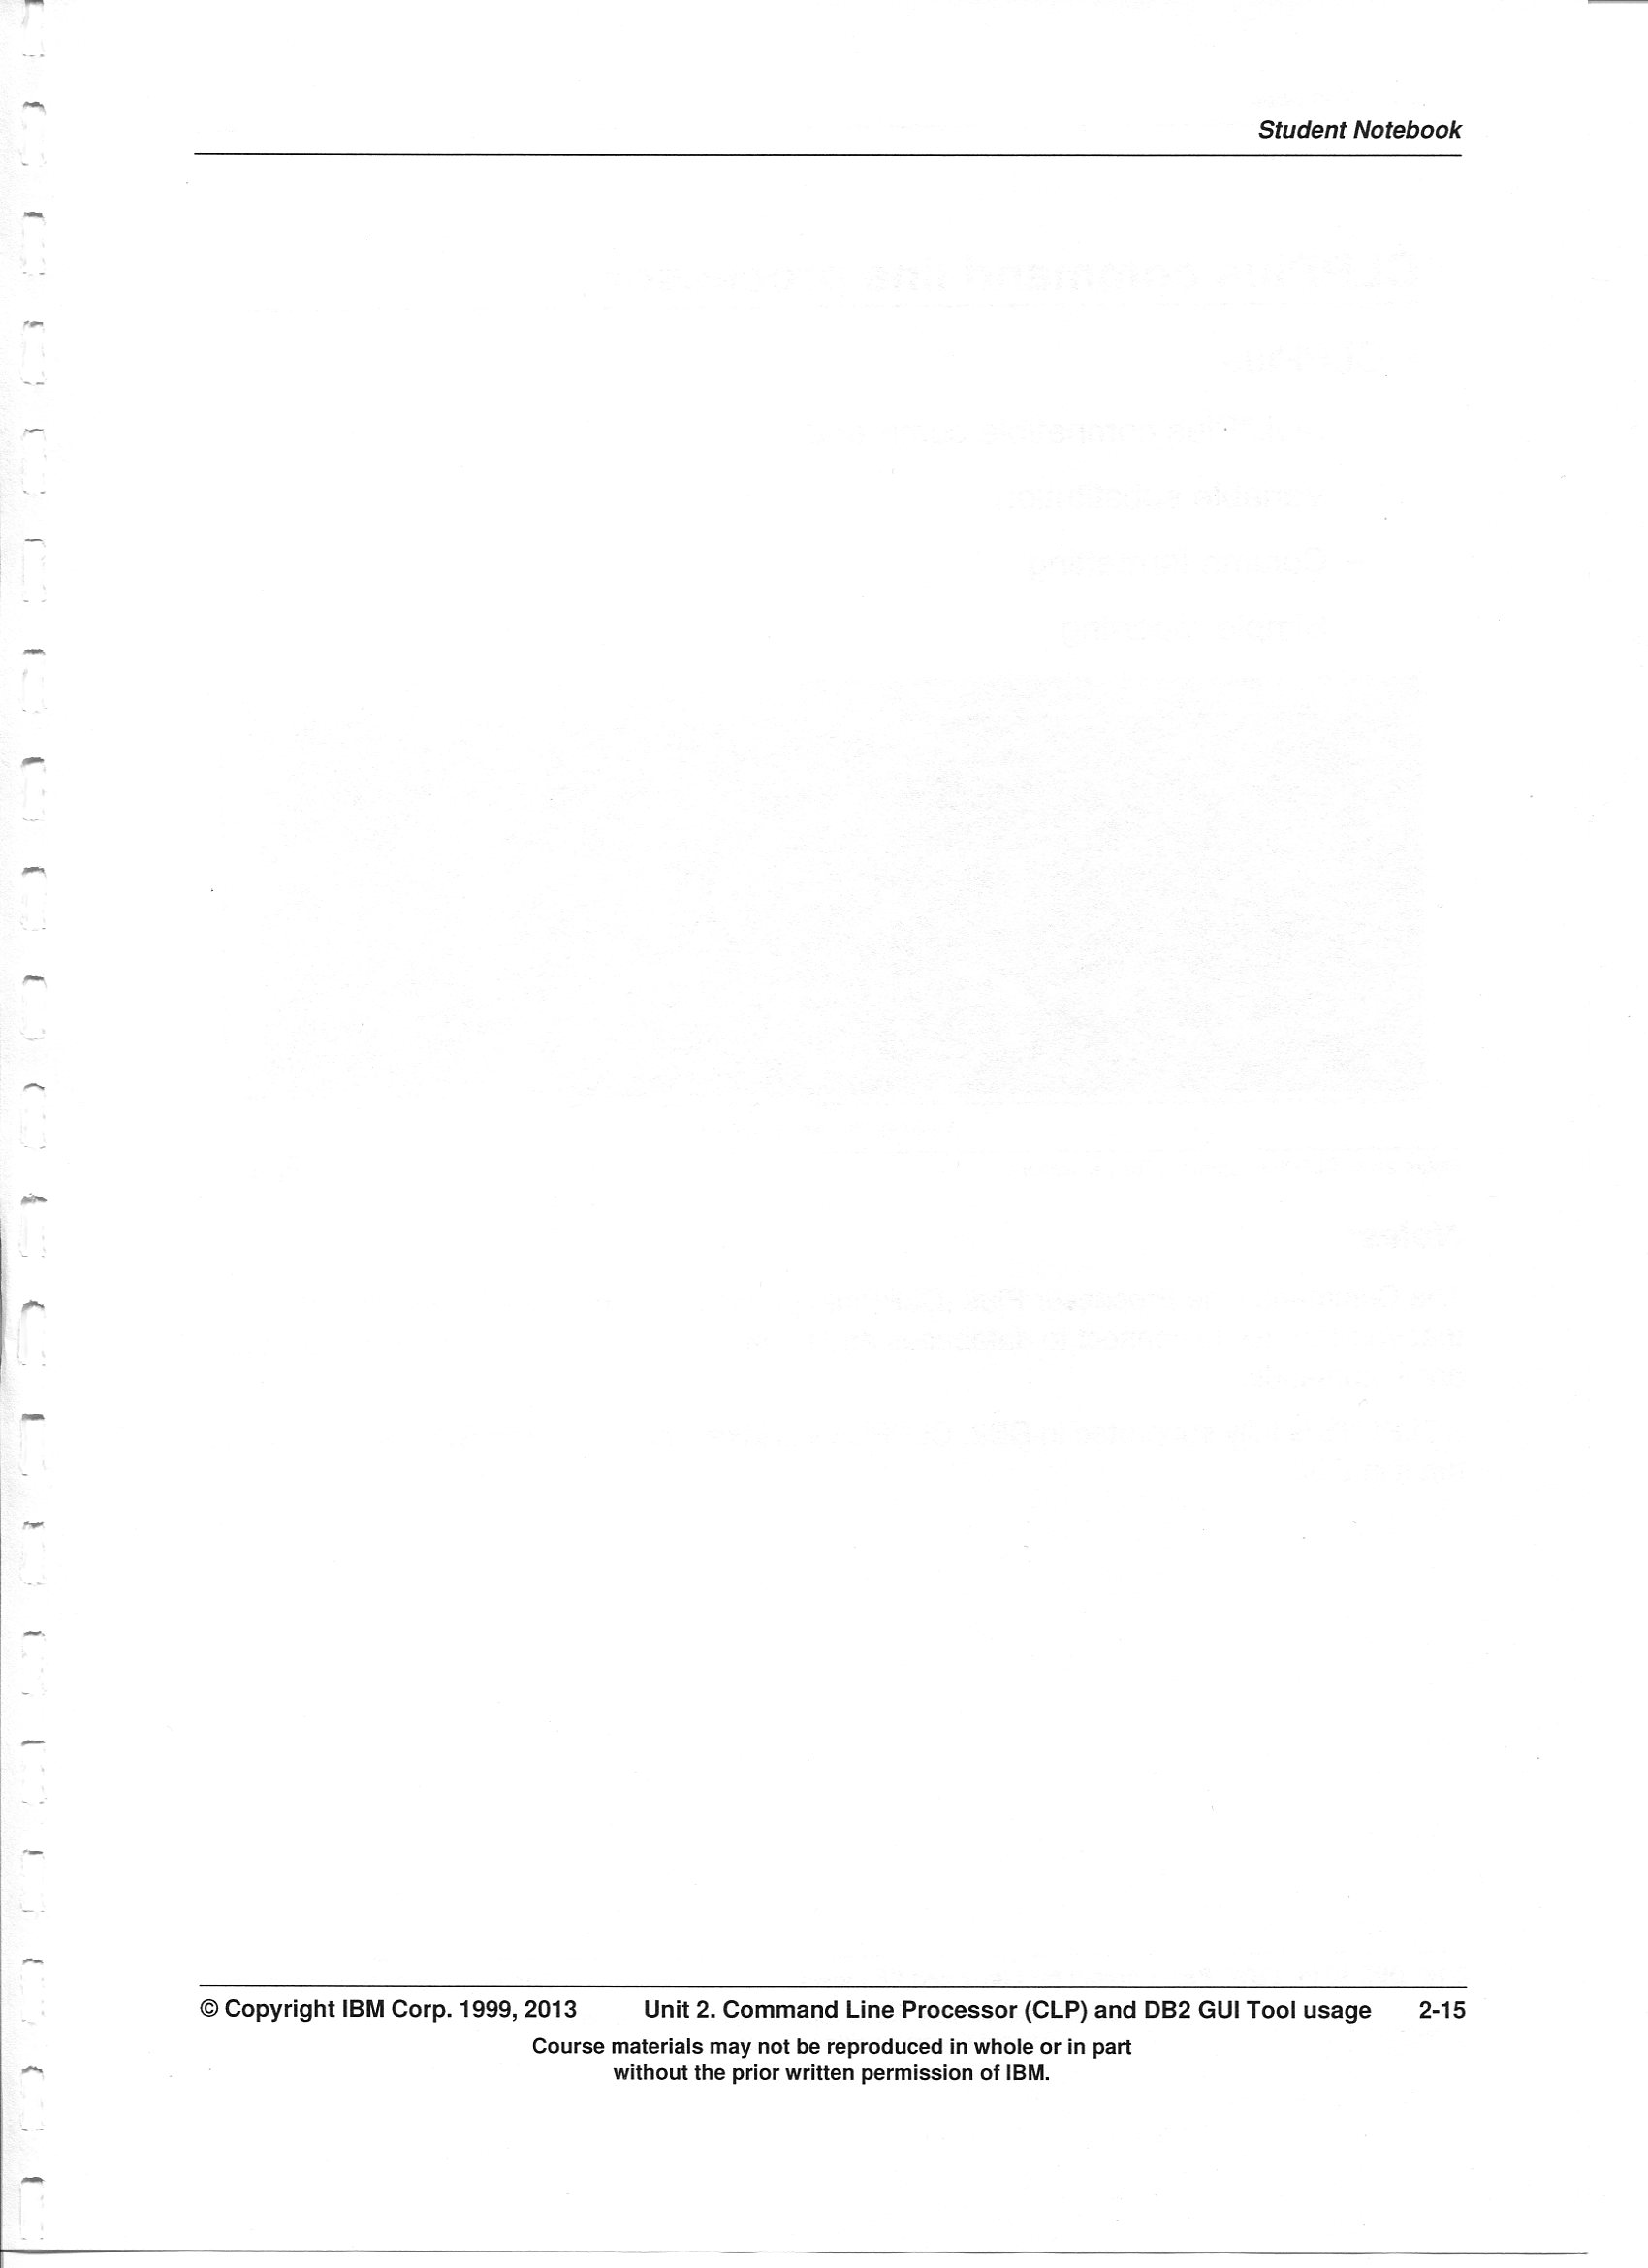 Student Notebook
© Copyright IBM Corp. 1999, 2013 Unit 2. Command Line Processor (CLP) and DB2 GUI Tool usage 2-15
Course materials may not be reproduced in whole or in part
without the prior written permission of IBM.